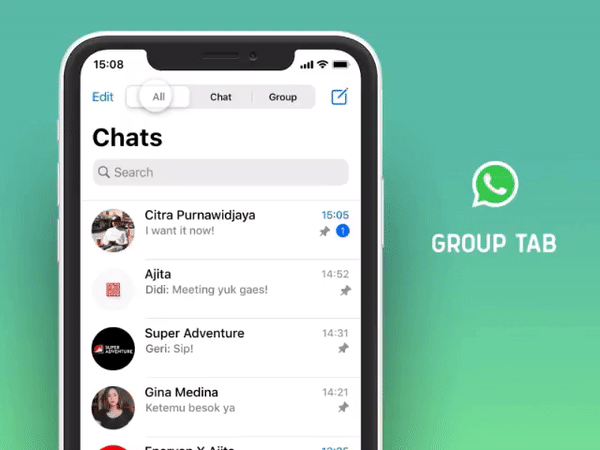 15:08
Edit All Chat Group
Chats
Search
Citra Purnawidjaya 15:05
I want it now! 1
Ajita 14:52
Didi: Meeting yuk gaes!
SUPER
ADVENTURE
Super Adventure 14:31
Geri: Sip!
Gina Medina 14:21
Ketemu besok ya
GROUP TAB